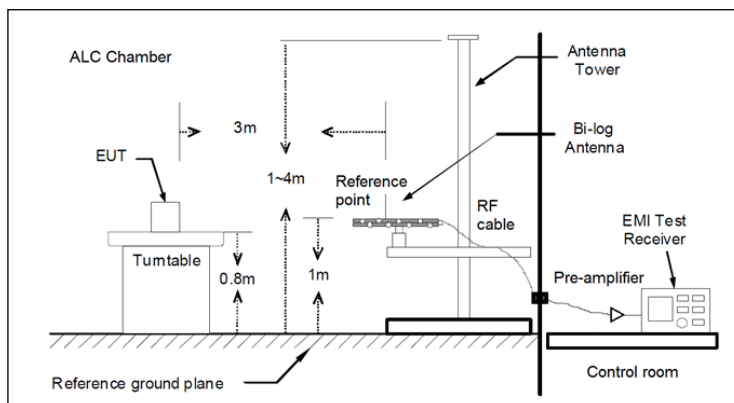 ALC Chamber
Antenna
Tower
3m
Bi-log
Antenna
EUT
1~4m
Reference
point
RF
cable
EMI Test
Receiver
Turntable
0.8m
1m
Pre-amplifier
Reference ground plane
Control room